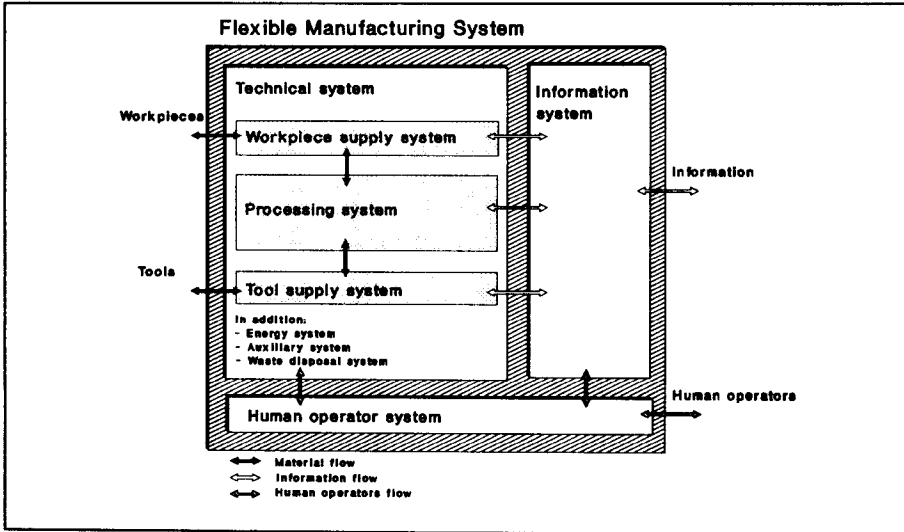 Flexible Manufacturing System
Technical system
Information
system
Workpieces
Workpiece supply system
Information
Processing system
Tools
Tool supply system
In addition:
- Energy system
- Auxiliary system
- Waste disposal system
Human operators
Human operator system
Material flow
Information flow
Human operators flow